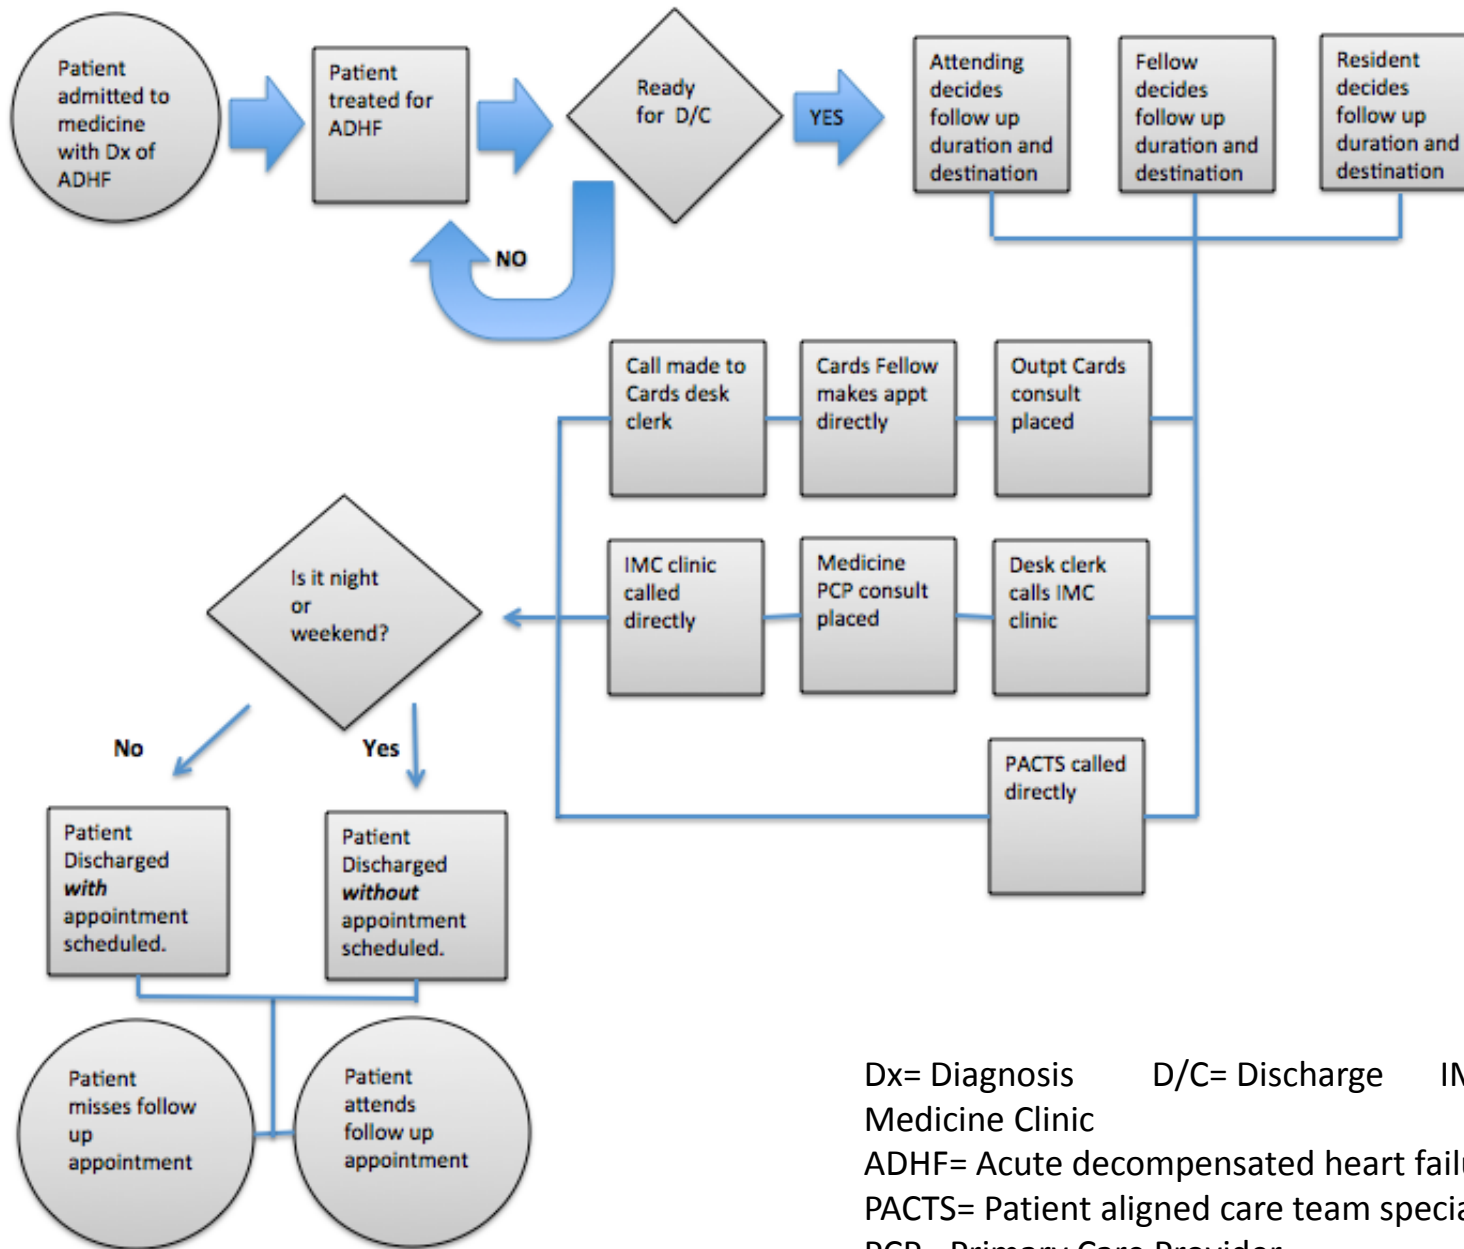 Patient
admitted to
medicine
with Dx of
ADHF
Patient
treated for
ADHF
Ready
for D/C
YES
NO
Attending
decides
follow up
duration and
destination
Fellow
decides
follow up
duration and
destination
Resident
decides
follow up
duration and
destination
Call made to
Cards desk
clerk
Cards Fellow
makes appt
directly
Outpt Cards
consult
placed
IMC clinic
called
directly
Medicine
PCP consult
placed
Desk clerk
calls IMC
clinic
PACTS called
directly
Is it night
or
weekend?
No
Yes
Patient
Discharged
with
appointment
scheduled.
Patient
Discharged
without
appointment
scheduled.
Patient
misses follow
up
appointment
Patient
attends
follow up
appointment
Dx= Diagnosis D/C= Discharge
Medicine Clinic
ADHF= Acute decompensated heart
PACTS= Patient aligned care team
PCP Primary Care Provider